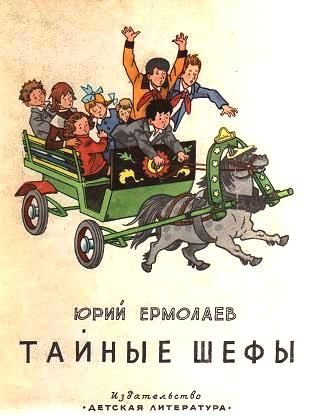 ЮРИЙ ЕРМОЛАЕВ
ТАЙНЫЕ ШЕФЫ
Издательство
•ДЕТСКАЯ ЛИТЕРАТУРА•